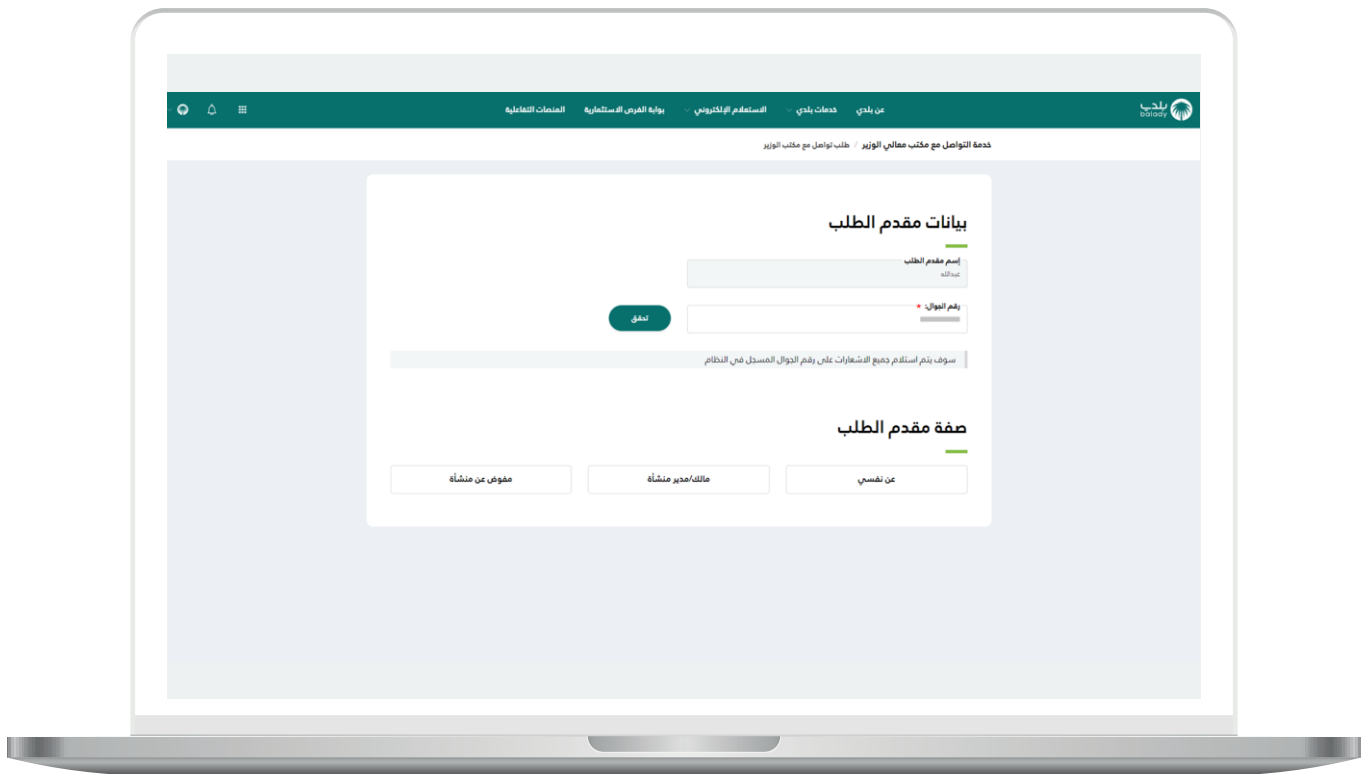 بلدي
balady
عن بلدي خدمات بلدي الاستعلام الإلكتروني بوابة الفرص الاستثمارية المنصات التفاعلية
خدمة التواصل مع مكتب معالي الوزير / طلب تواصل مع مكتب الوزير
بيانات مقدم الطلب
إسم مقدم الطلب
عبدالله
رقم الجوال: *
تحقق
سوف يتم استلام جميع الاشعارات على رقم الجوال المسجل في النظام
صفة مقدم الطلب
عن نفسي مالك/مدير منشأة مفوض عن منشأة